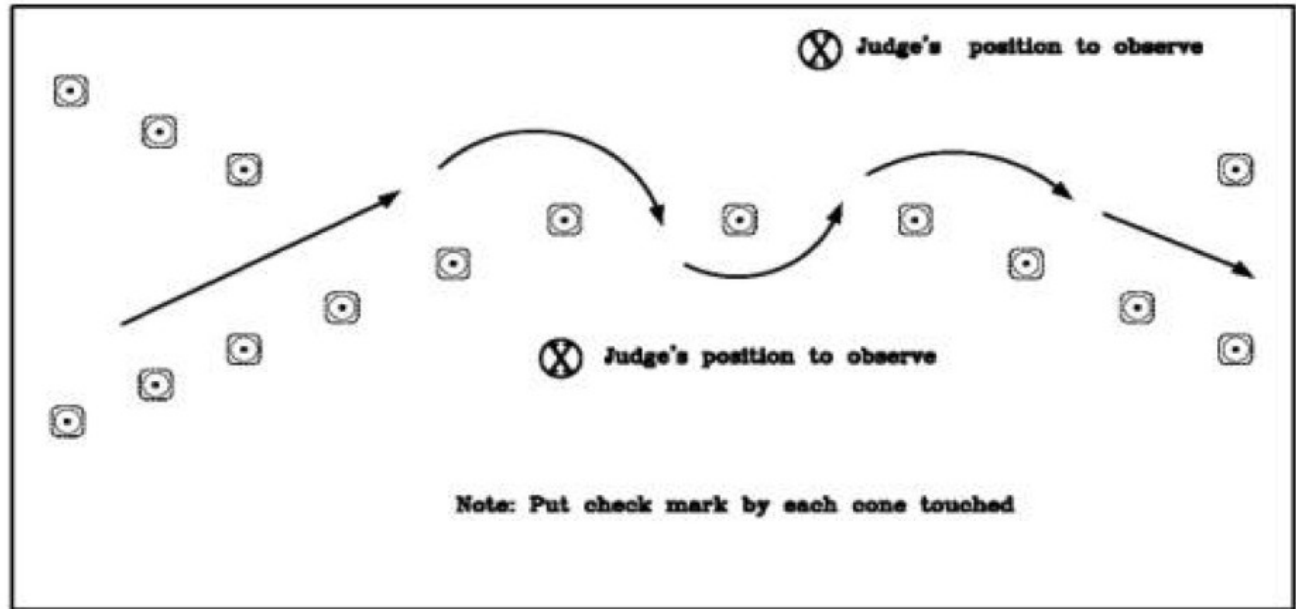 X Judge's position to observe
X Judge's position to observe
Note: Put check mark by each cone touched